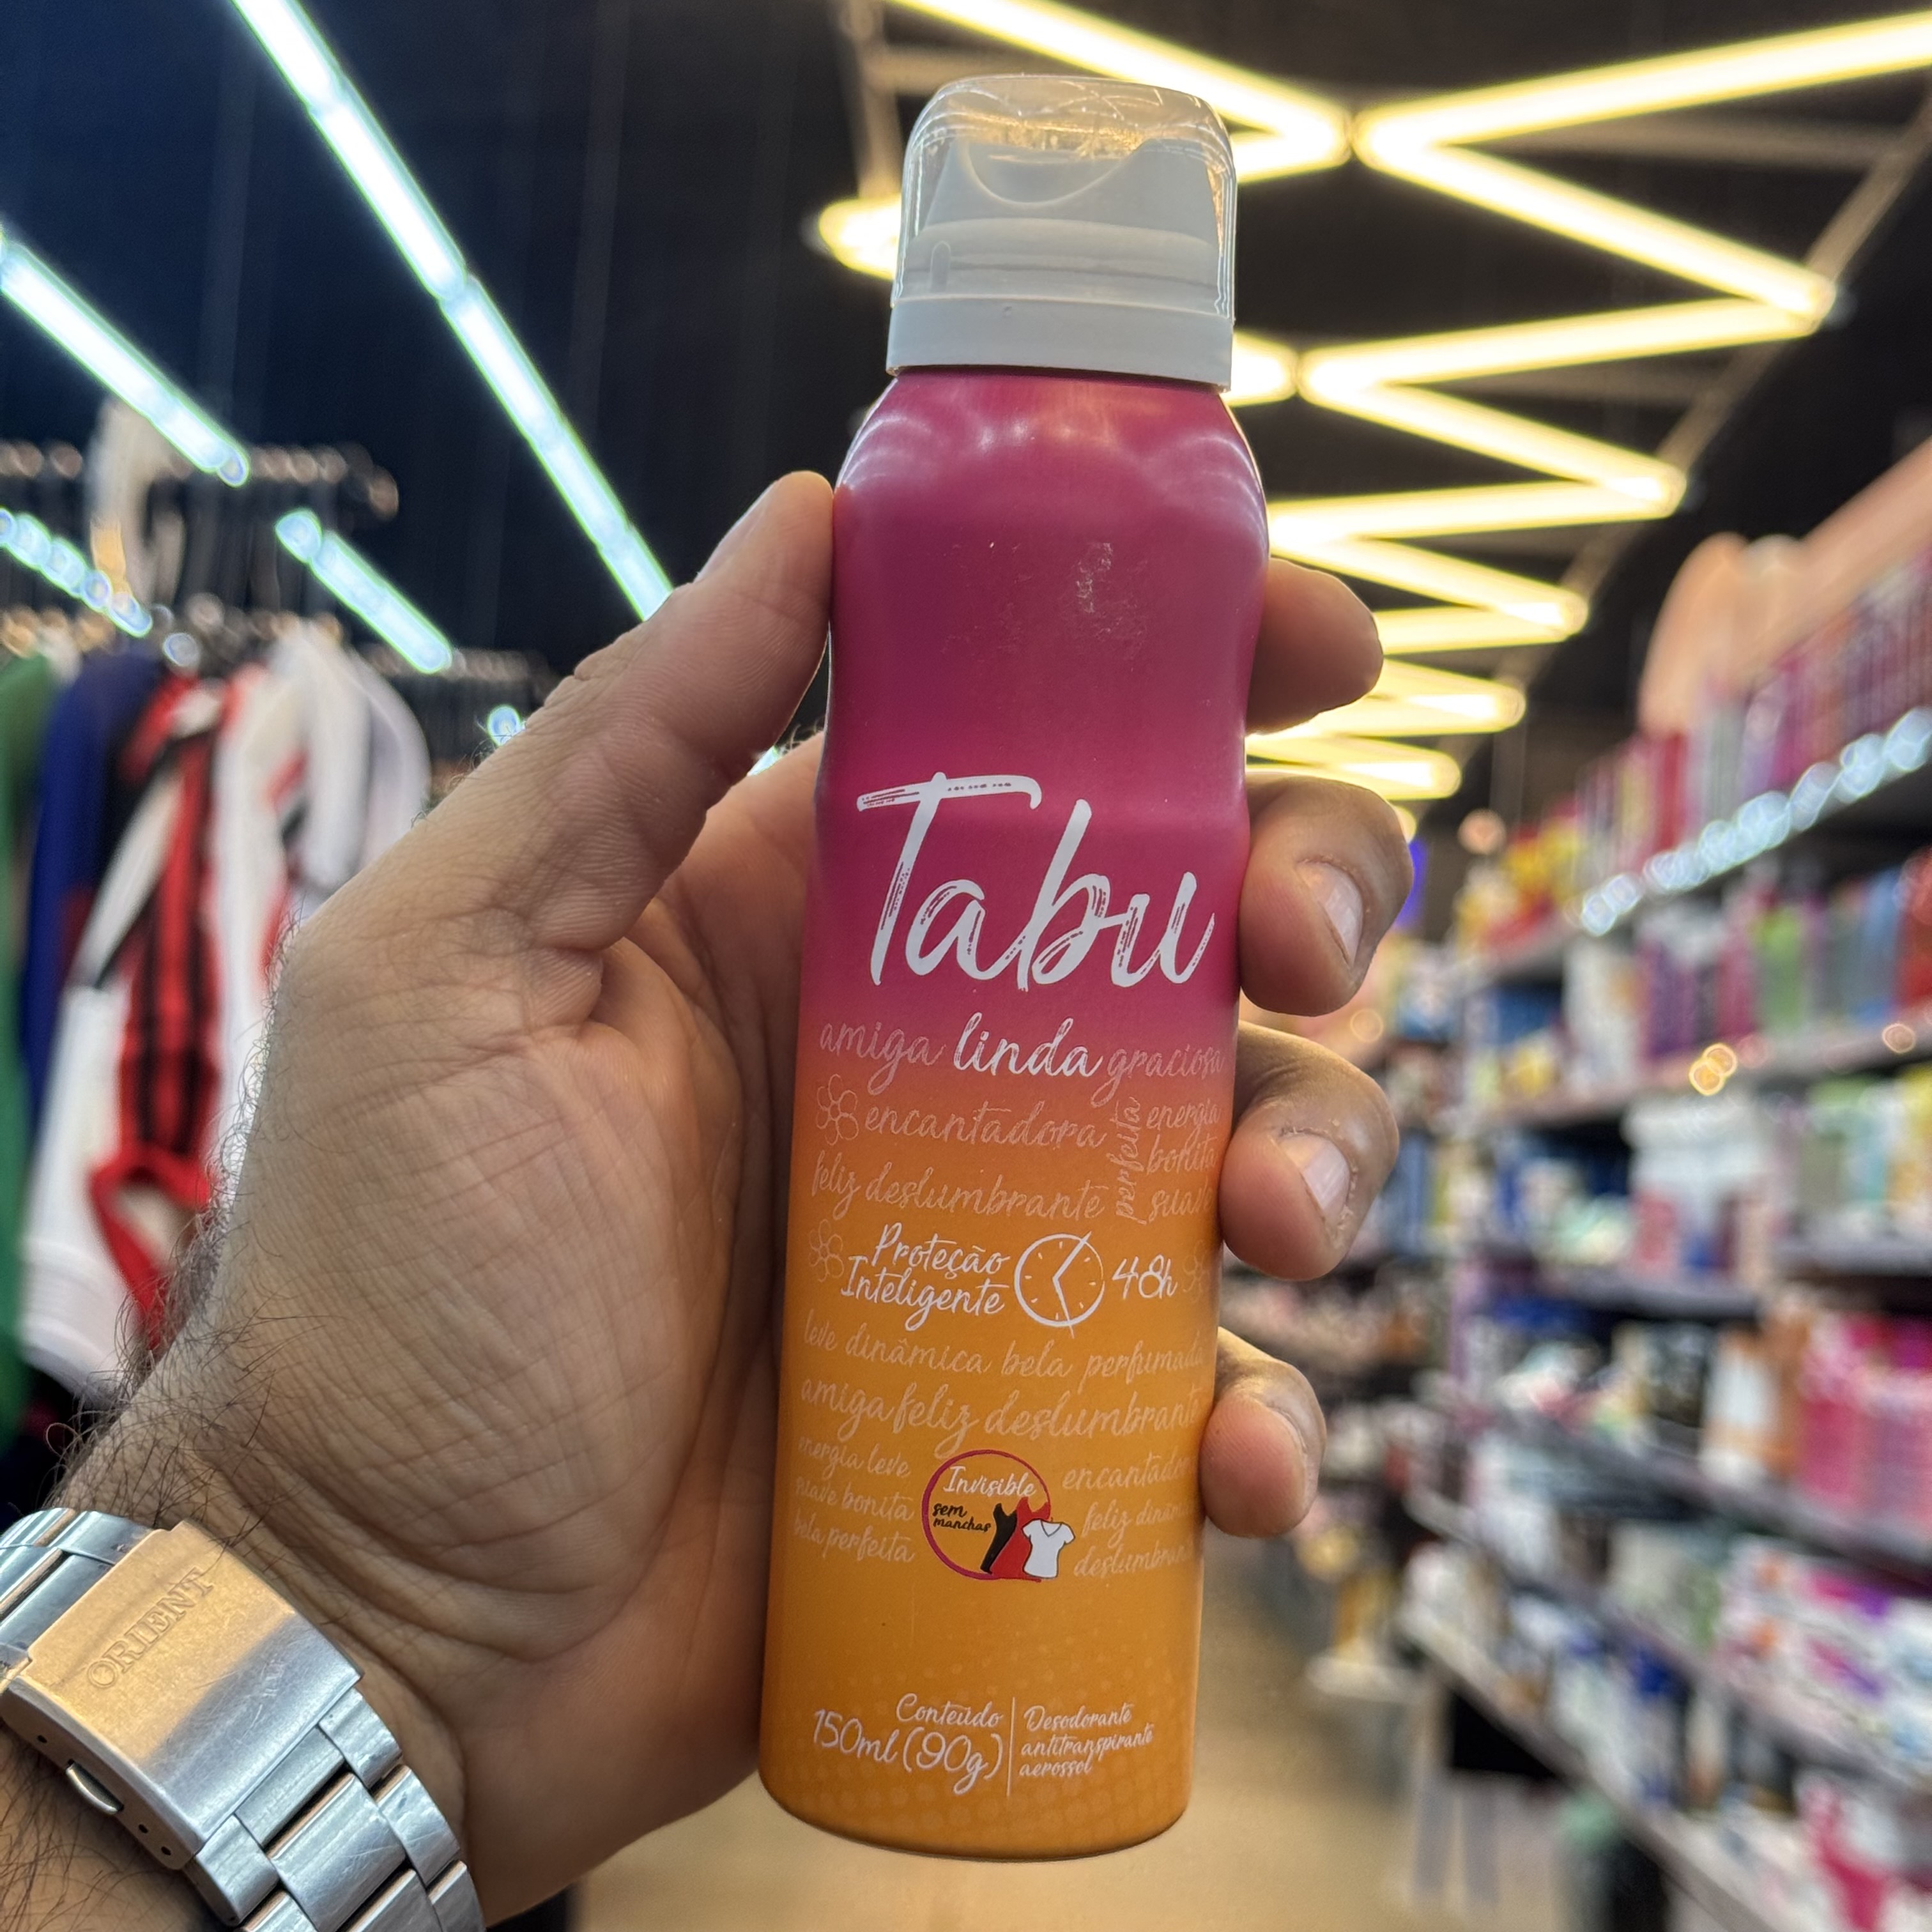 Tabu
amiga linda graciosa
encantadora perfeita energia
bonita
feliz deslumbrante suave
Proteção
Inteligente
48h
leve dinâmica bela perfumada
amiga feliz deslumbrante
energia leve
suave bonita
bela perfeita
Invisible
sem
manchas
encantadora
feliz dinâmica
deslumbrante
Conteúdo
150ml (90g)
Desodorante
antitranspirante
aerossol
ORIENT